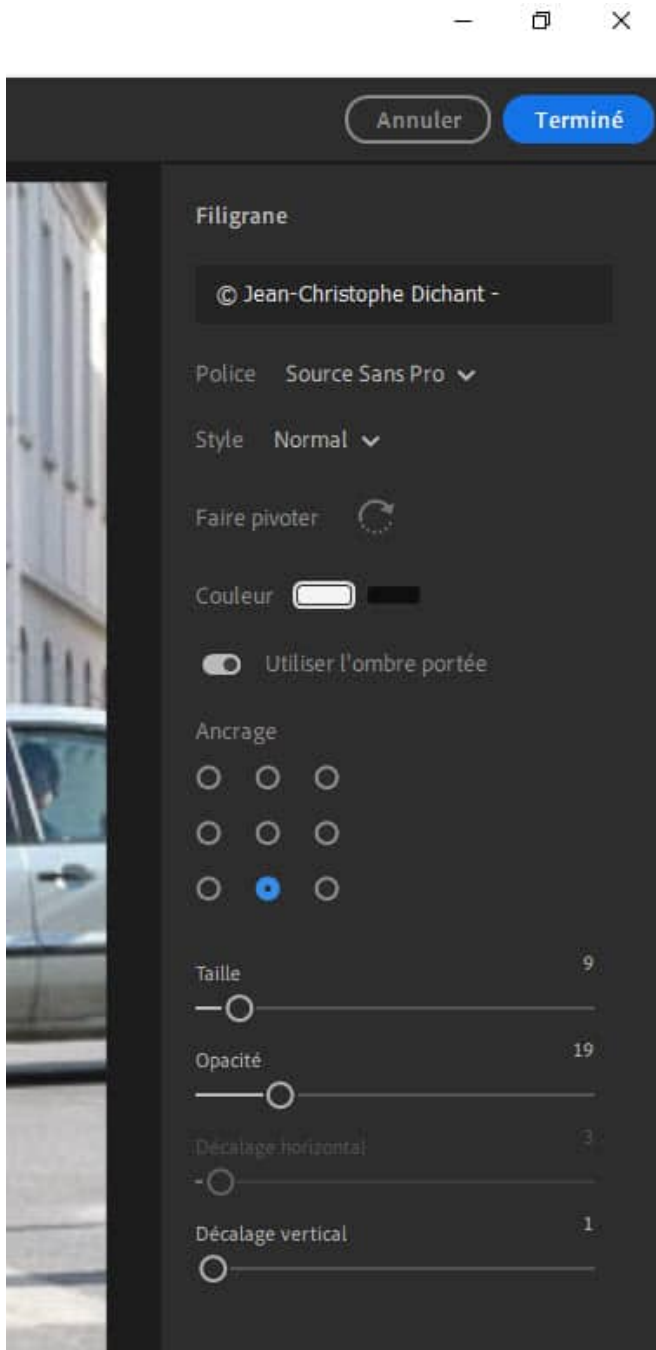 Annuler Terminé
Filigrane
© Jean-Christophe Dichant -
Police Source Sans Pro
Style Normal
Faire pivoter
Couleur
Utiliser l'ombre portée
Ancrage
Taille 9
Opacité 19
Décalage horizontal 3
Décalage vertical 1